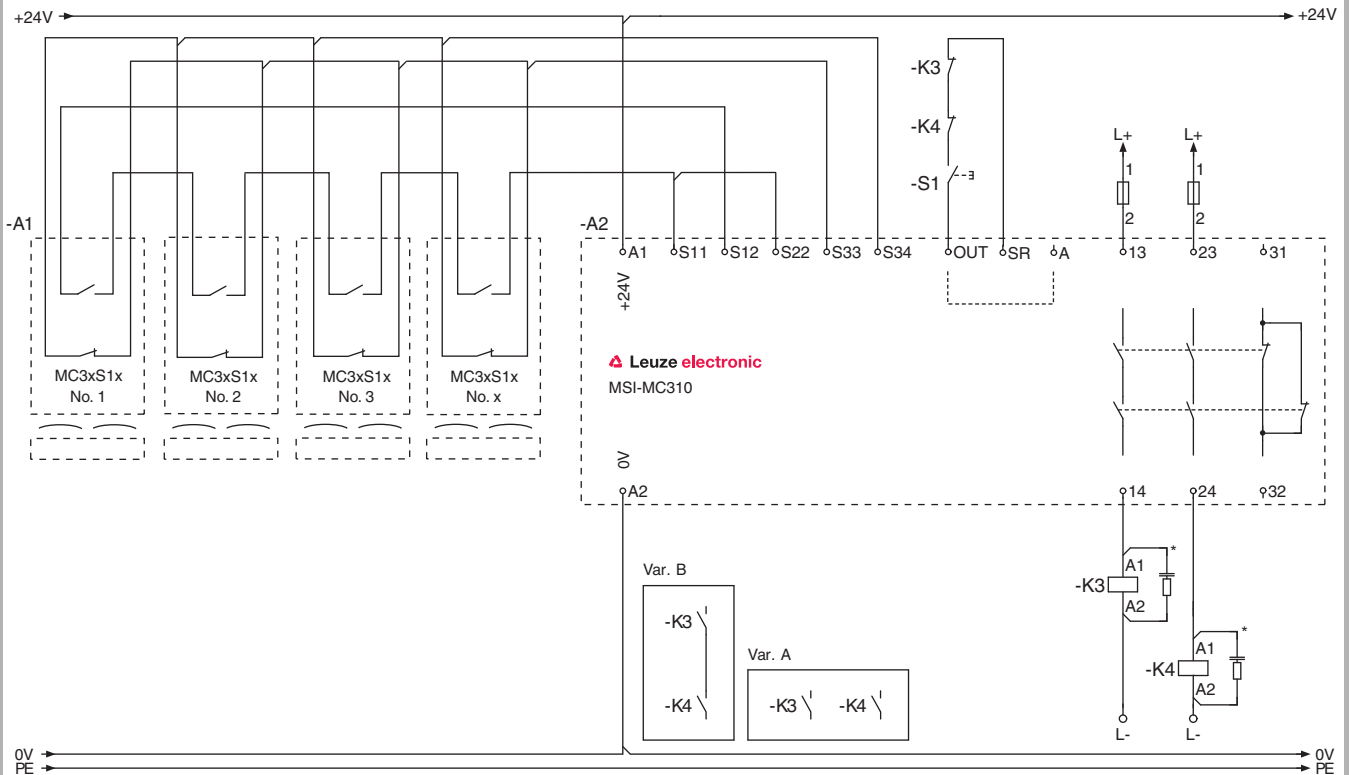 +24V +24V
-K3
-K4
-S1
L+ L+
1 1
2 2
-A1 -A2
A1 S11 S12 S22 S33 S34 OUT SR A 13 23 31
+24V
Leuze electronic
MSI-MC310
MC3xS1x MC3xS1x MC3xS1x MC3xS1x
No. 1 No. 2 No. 3 No. x
0V
A2 14 24 32
Var. B
-K3
-K4
Var. A
-K3 -K4
*
A1
-K3
A2
*
A1
-K4
A2
L- L-
0V 0V
PE PE